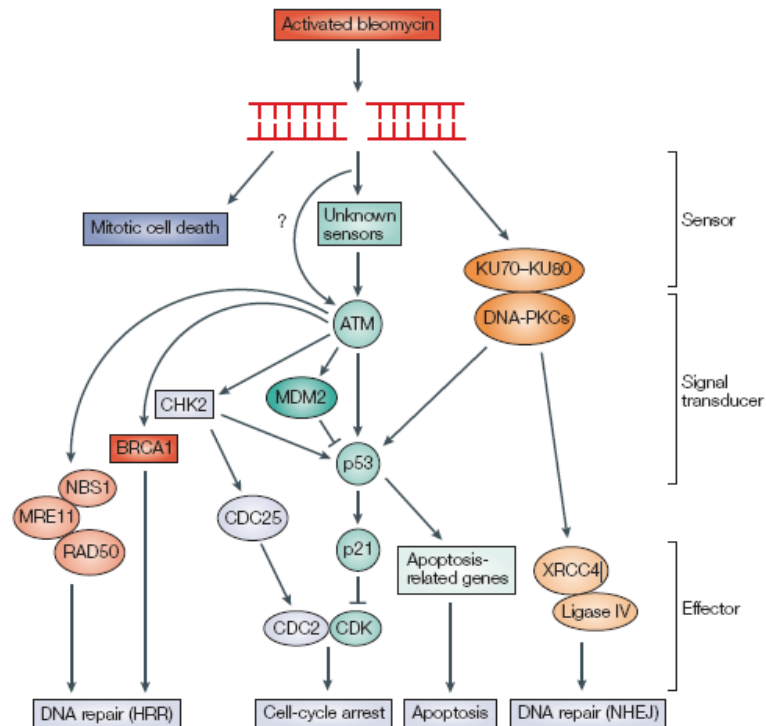 Activated bleomycin
Mitotic cell death
?
Unknown
sensors
Sensor
KU70–KU80
ATM
DNA-PKCs
Signal
transducer
CHK2
MDM2
BRCA1
p53
NBS1
MRE11
RAD50
CDC25
p21
Apoptosis-
related genes
XRCC4
Ligase IV
Effector
CDC2
CDK
DNA repair (HRR)
Cell-cycle arrest
Apoptosis
DNA repair (NHEJ)